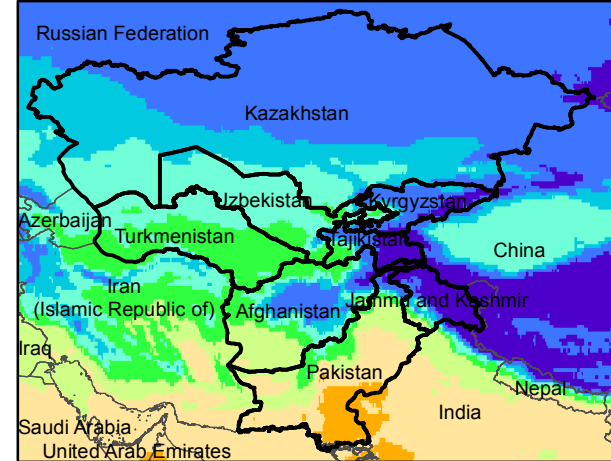 Russian Federation
Kazakhstan
Uzbekistan
Kyrgyzstan
Azerbaijan
Turkmenistan
Tajikistan
China
Iran
(Islamic Republic of)
Afghanistan
Jammu and Kashmir
Iraq
Pakistan
Nepal
India
Saudi Arabia
United Arab Emirates